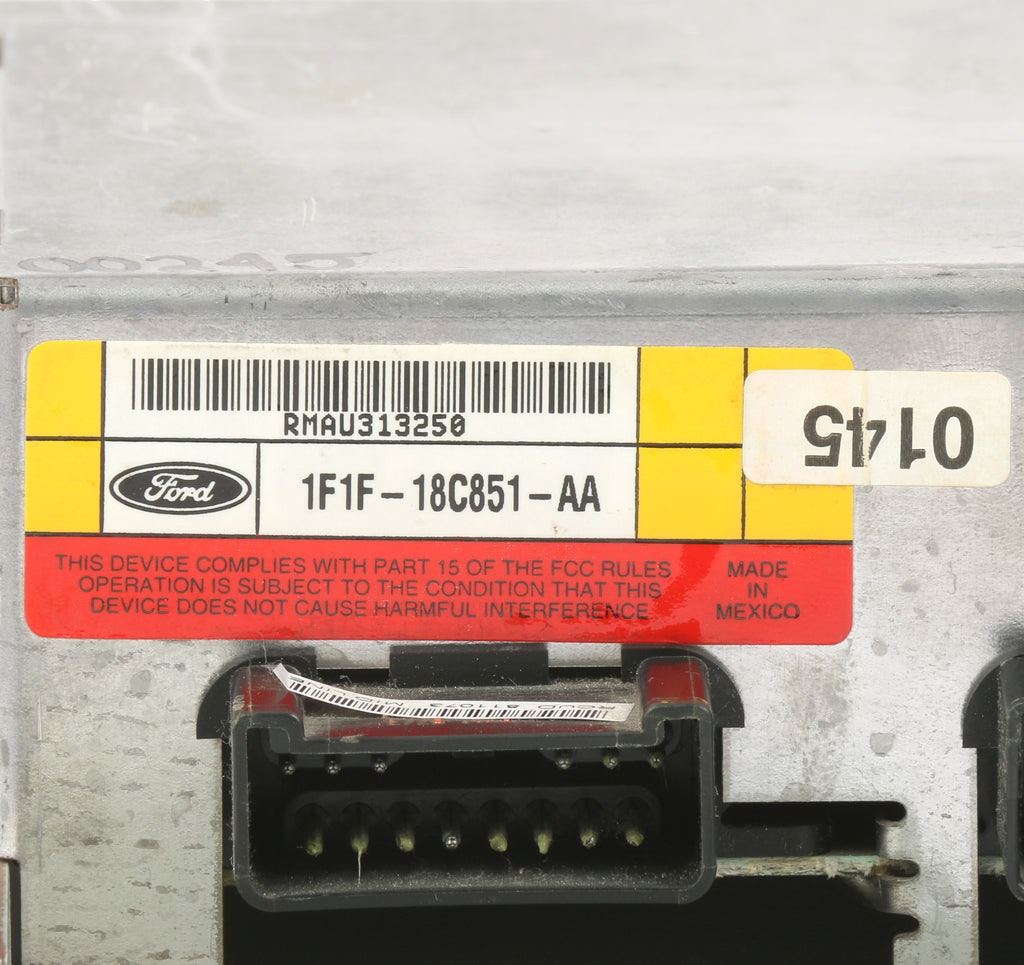 00245
RMAU313250
Ford
1F1F-18C851-AA
0145
THIS DEVICE COMPLIES WITH PART 15 OF THE FCC RULES
OPERATION IS SUBJECT TO THE CONDITION THAT THIS
DEVICE DOES NOT CAUSE HARMFUL INTERFERENCE
MADE
IN
MEXICO